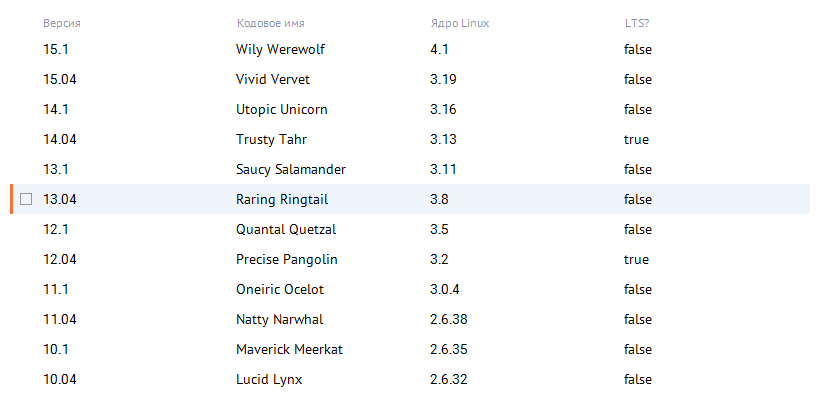 Версия Кодовое имя Ядро Linux LTS?
15.1 Wily Werewolf 4.1 false
15.04 Vivid Vervet 3.19 false
14.1 Utopic Unicorn 3.16 false
14.04 Trusty Tahr 3.13 true
13.1 Saucy Salamander 3.11 false
13.04 Raring Ringtail 3.8 false
12.1 Quantal Quetzal 3.5 false
12.04 Precise Pangolin 3.2 true
11.1 Oneiric Ocelot 3.0.4 false
11.04 Natty Narwhal 2.6.38 false
10.1 Maverick Meerkat 2.6.35 false
10.04 Lucid Lynx 2.6.32 false